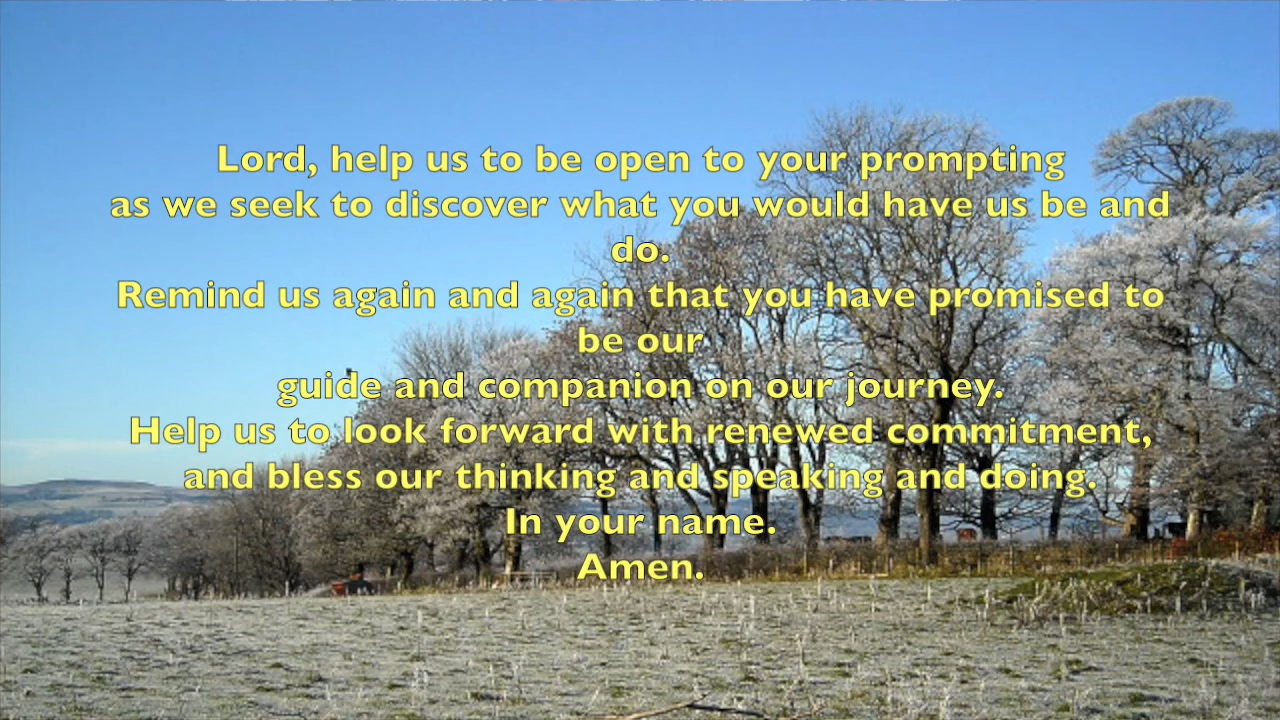 Lord, help us to be open to your prompting
as we seek to discover what you would have us be and
do.
Remind us again and again that you have promised to
be our
guide and companion on our journey.
Help us to look forward with renewed commitment,
and bless our thinking and speaking and doing.
In your name.
Amen.